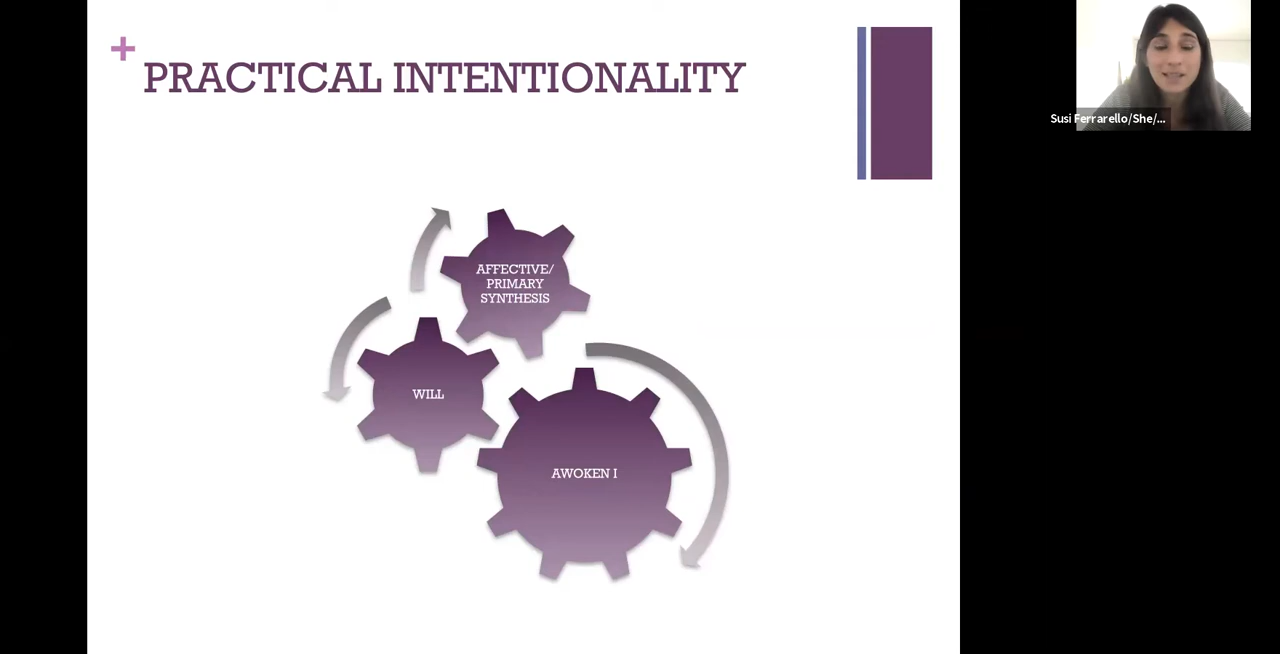 +
PRACTICAL INTENTIONALITY
Susi Ferrarello/She/...
AFFECTIVE/
PRIMARY
SYNTHESIS
WILL
AWOKEN I